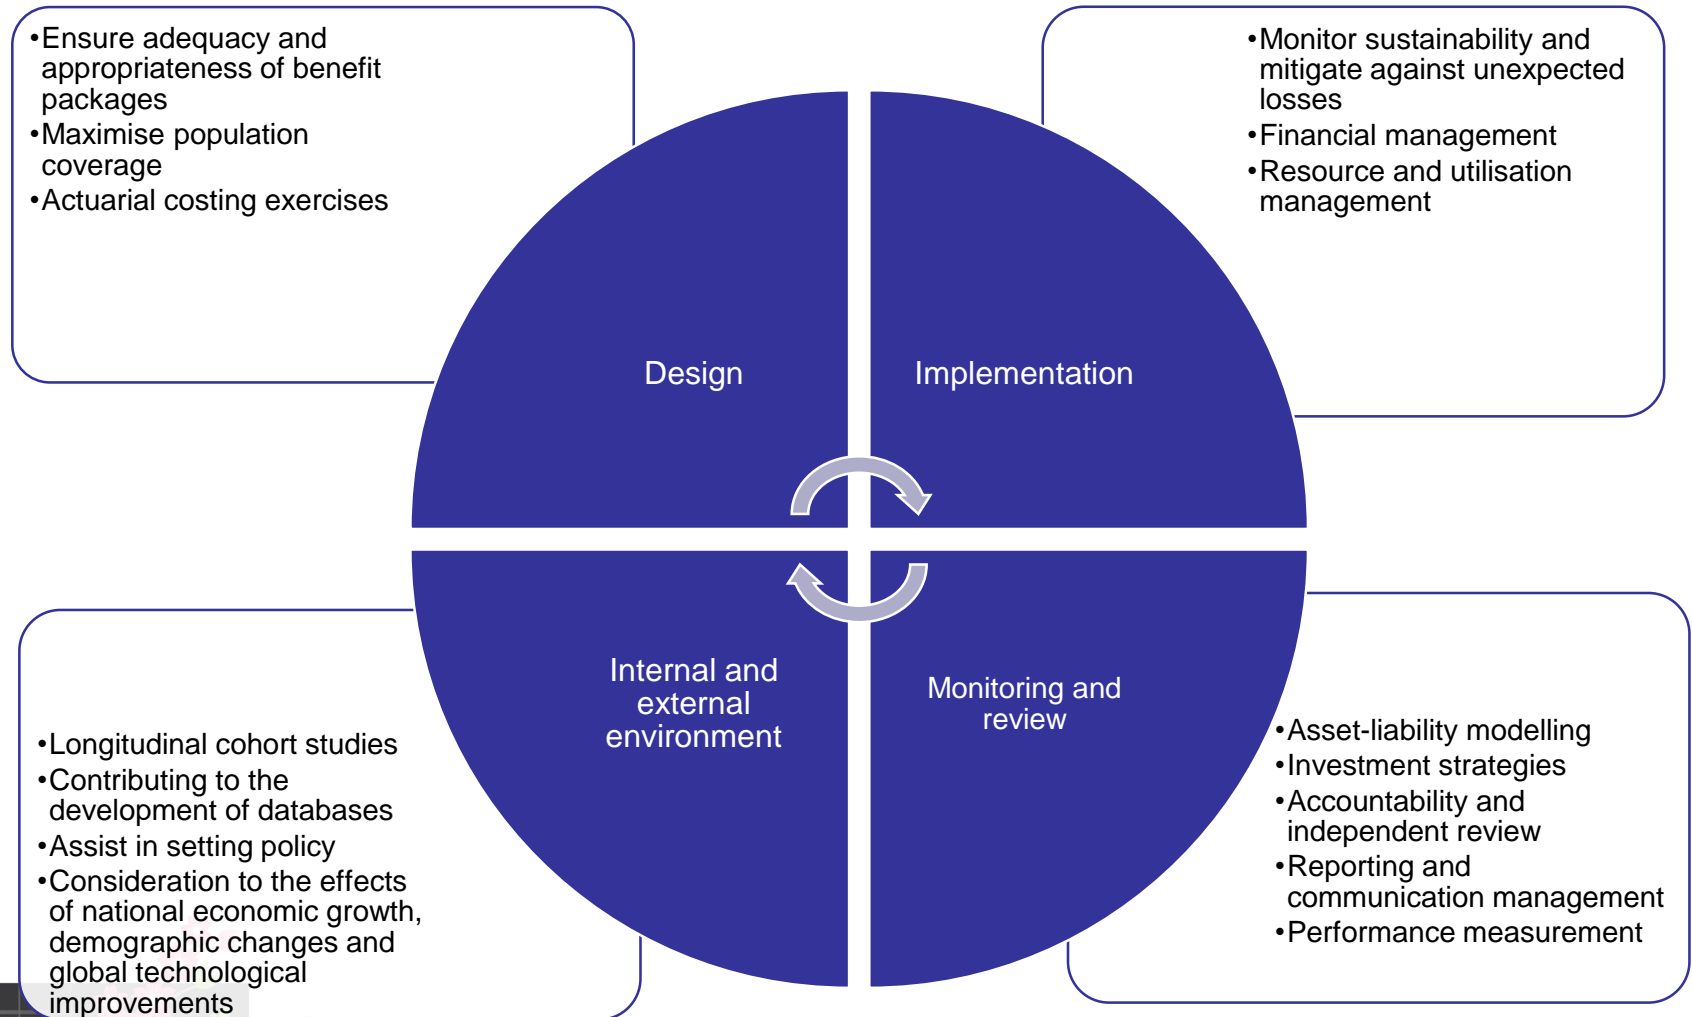 •Ensure adequacy and
appropriateness of benefit
packages
•Maximise population
coverage
•Actuarial costing exercises
•Monitor sustainability and
mitigate against unexpected
losses
•Financial management
•Resource and utilisation
management
Design
Implementation
Internal and
external
environment
Monitoring and
review
•Longitudinal cohort studies
•Contributing to the
development of databases
•Assist in setting policy
•Consideration to the effects
of national economic growth,
demographic changes and
global technological
improvements
•Asset-liability modelling
•Investment strategies
•Accountability and
independent review
•Reporting and
communication management
•Performance measurement